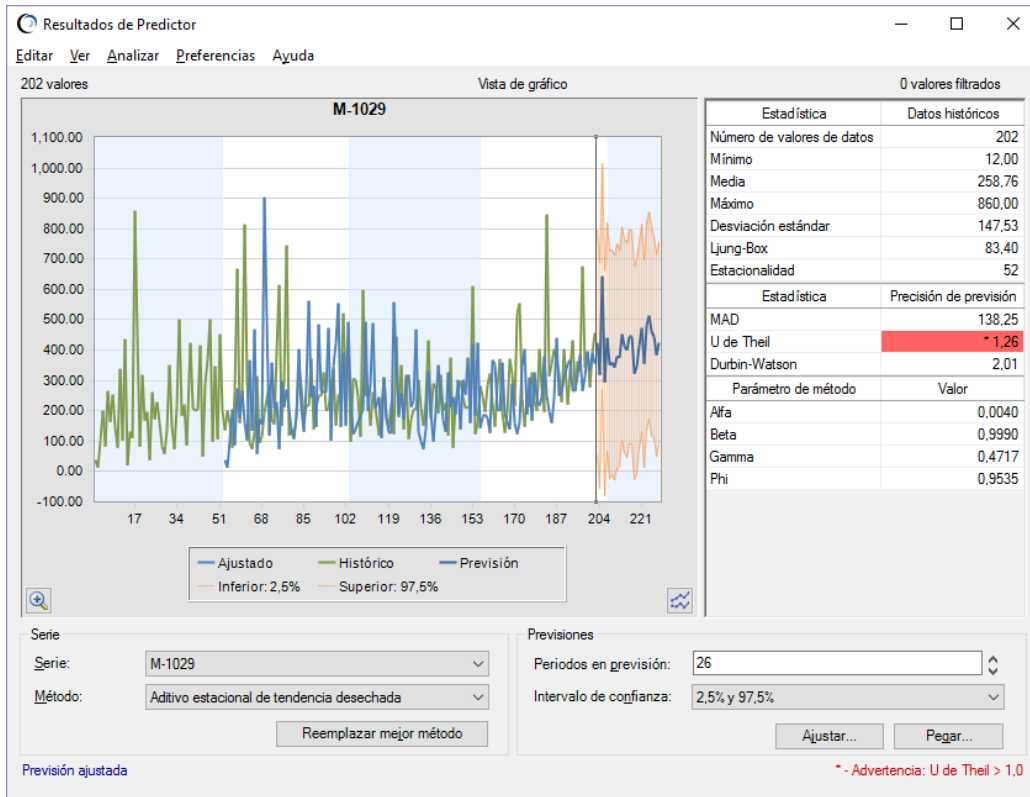 Resultados de Predictor
Editar Ver Analizar Preferencias Ayuda
202 valores Vista de gráfico 0 valores filtrados
M-1029
1,100.00
1,000.00
900.00
800.00
700.00
600.00
500.00
400.00
300.00
200.00
100.00
0.00
-100.00
17 34 51 68 85 102 119 136 153 170 187 204 221
Ajustado Histórico Previsión
Inferior: 2,5% Superior: 97,5%
Estadística Datos históricos
Número de valores de datos 202
Mínimo 12,00
Media 258,76
Máximo 860,00
Desviación estándar 147,53
Ljung-Box 83,40
Estacionalidad 52
Estadística Precisión de previsión
MAD 138,25
U de Theil * 1,26
Durbin-Watson 2,01
Parámetro de método Valor
Alfa 0,0040
Beta 0,9990
Gamma 0,4717
Phi 0,9535
Serie
Serie: M-1029
Método: Aditivo estacional de tendencia desechada
Reemplazar mejor método
Previsiones
Periodos en previsión: 26
Intervalo de confianza: 2,5% y 97,5%
Ajustar... Pegar...
Previsión ajustada * - Advertencia: U de Theil > 1,0